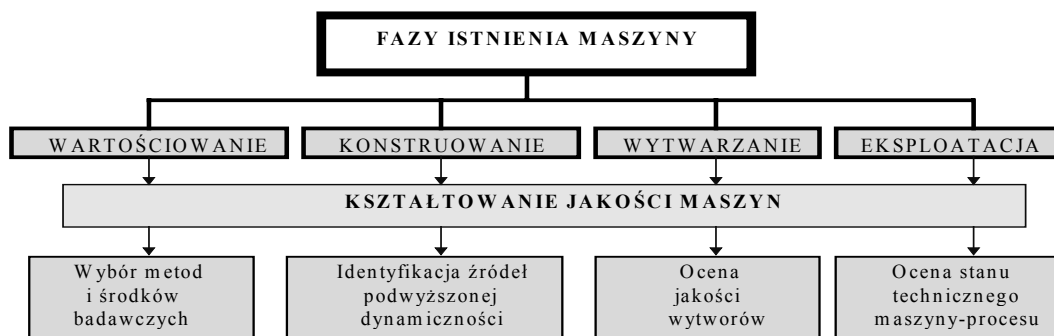 FAZY ISTNIENIA MASZYNY
WARTOŚCIOWANIE
KONSTRUOWANIE
WYTWARZANIE
EKSPLOATACJA
KSZTAŁTOWANIE JAKOŚCI MASZYN
Wybór metod
i środków
badawczych
Identyfikacja źródeł
podwyższonej
dynamiczności
Ocena
jakości
wytworów
Ocena stanu
technicznego
maszyny-procesu